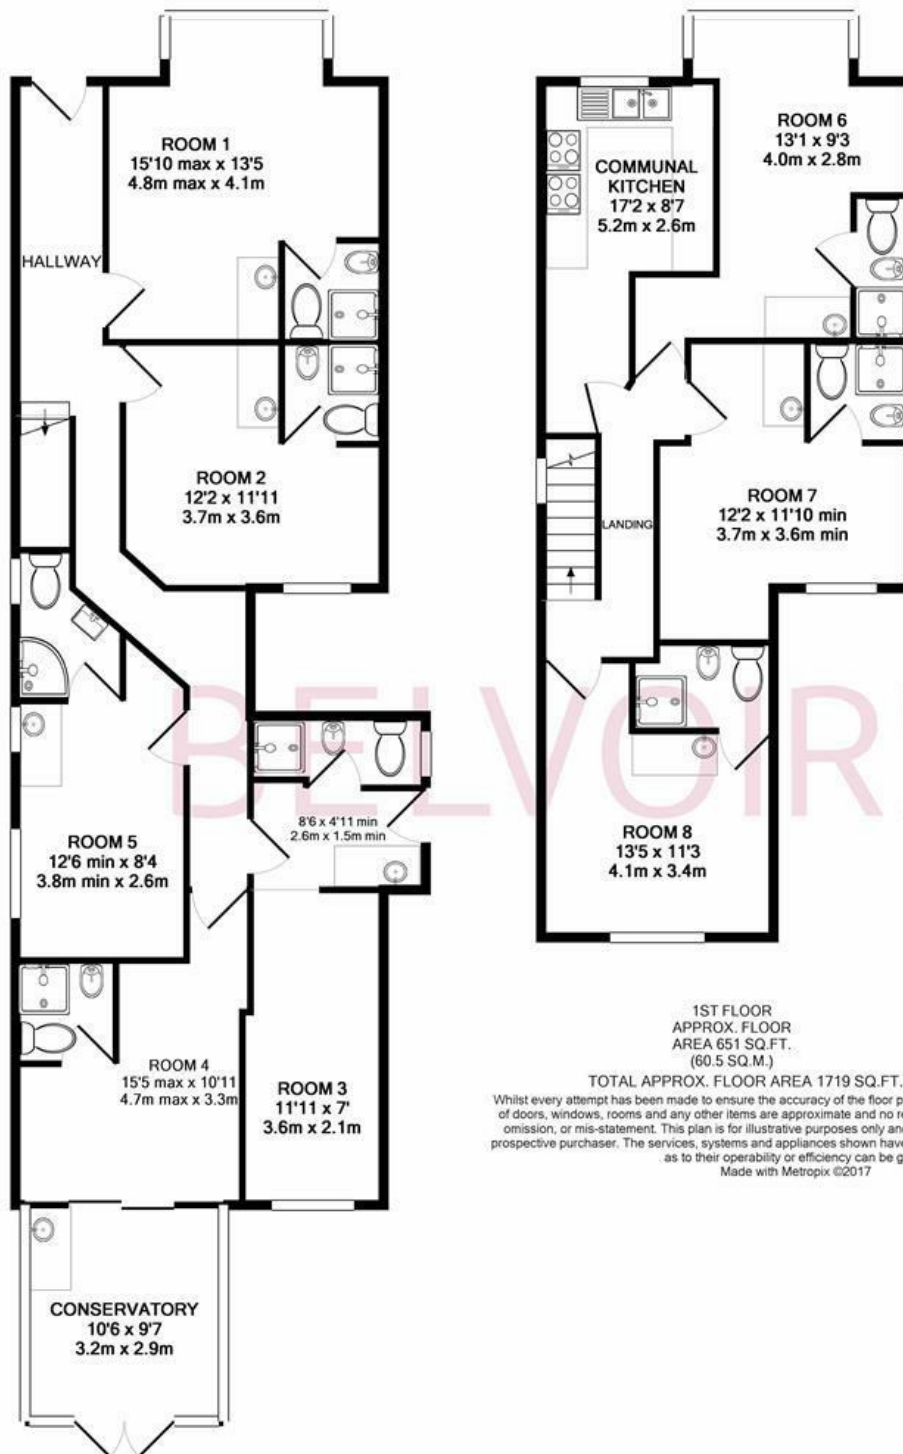 ROOM 1
15'10 max x 13'5
4.8m max x 4.1m
HALLWAY
ROOM 2
12'2 x 11'11
3.7m x 3.6m
8'6 x 4'11 min
2.6m x 1.5m min
ROOM 5
12'6 min x 8'4
3.8m min x 2.6m
ROOM 4
15'5 max x 10'11
4.7m max x 3.3m
ROOM 3
11'11 x 7'
3.6m x 2.1m
CONSERVATORY
10'6 x 9'7
3.2m x 2.9m
COMMUNAL
KITCHEN
17'2 x 8'7
5.2m x 2.6m
ROOM 6
13'1 x 9'3
4.0m x 2.8m
ROOM 7
12'2 x 11'10 min
3.7m x 3.6m min
LANDING
ROOM 8
13'5 x 11'3
4.1m x 3.4m
BELVOIR
1ST FLOOR
APPROX. FLOOR
AREA 651 SQ.FT.
(60.5 SQ.M.)
TOTAL APPROX. FLOOR AREA 1719 SQ.FT.
Whilst every attempt has been made to ensure the accuracy of the floor
of doors, windows, rooms and any other items are approximate and no
omission, or mis-statement. This plan is for illustrative purposes only
prospective purchaser. The services, systems and appliances shown
as to their operability or efficiency can be
Made with Metropix ©2017